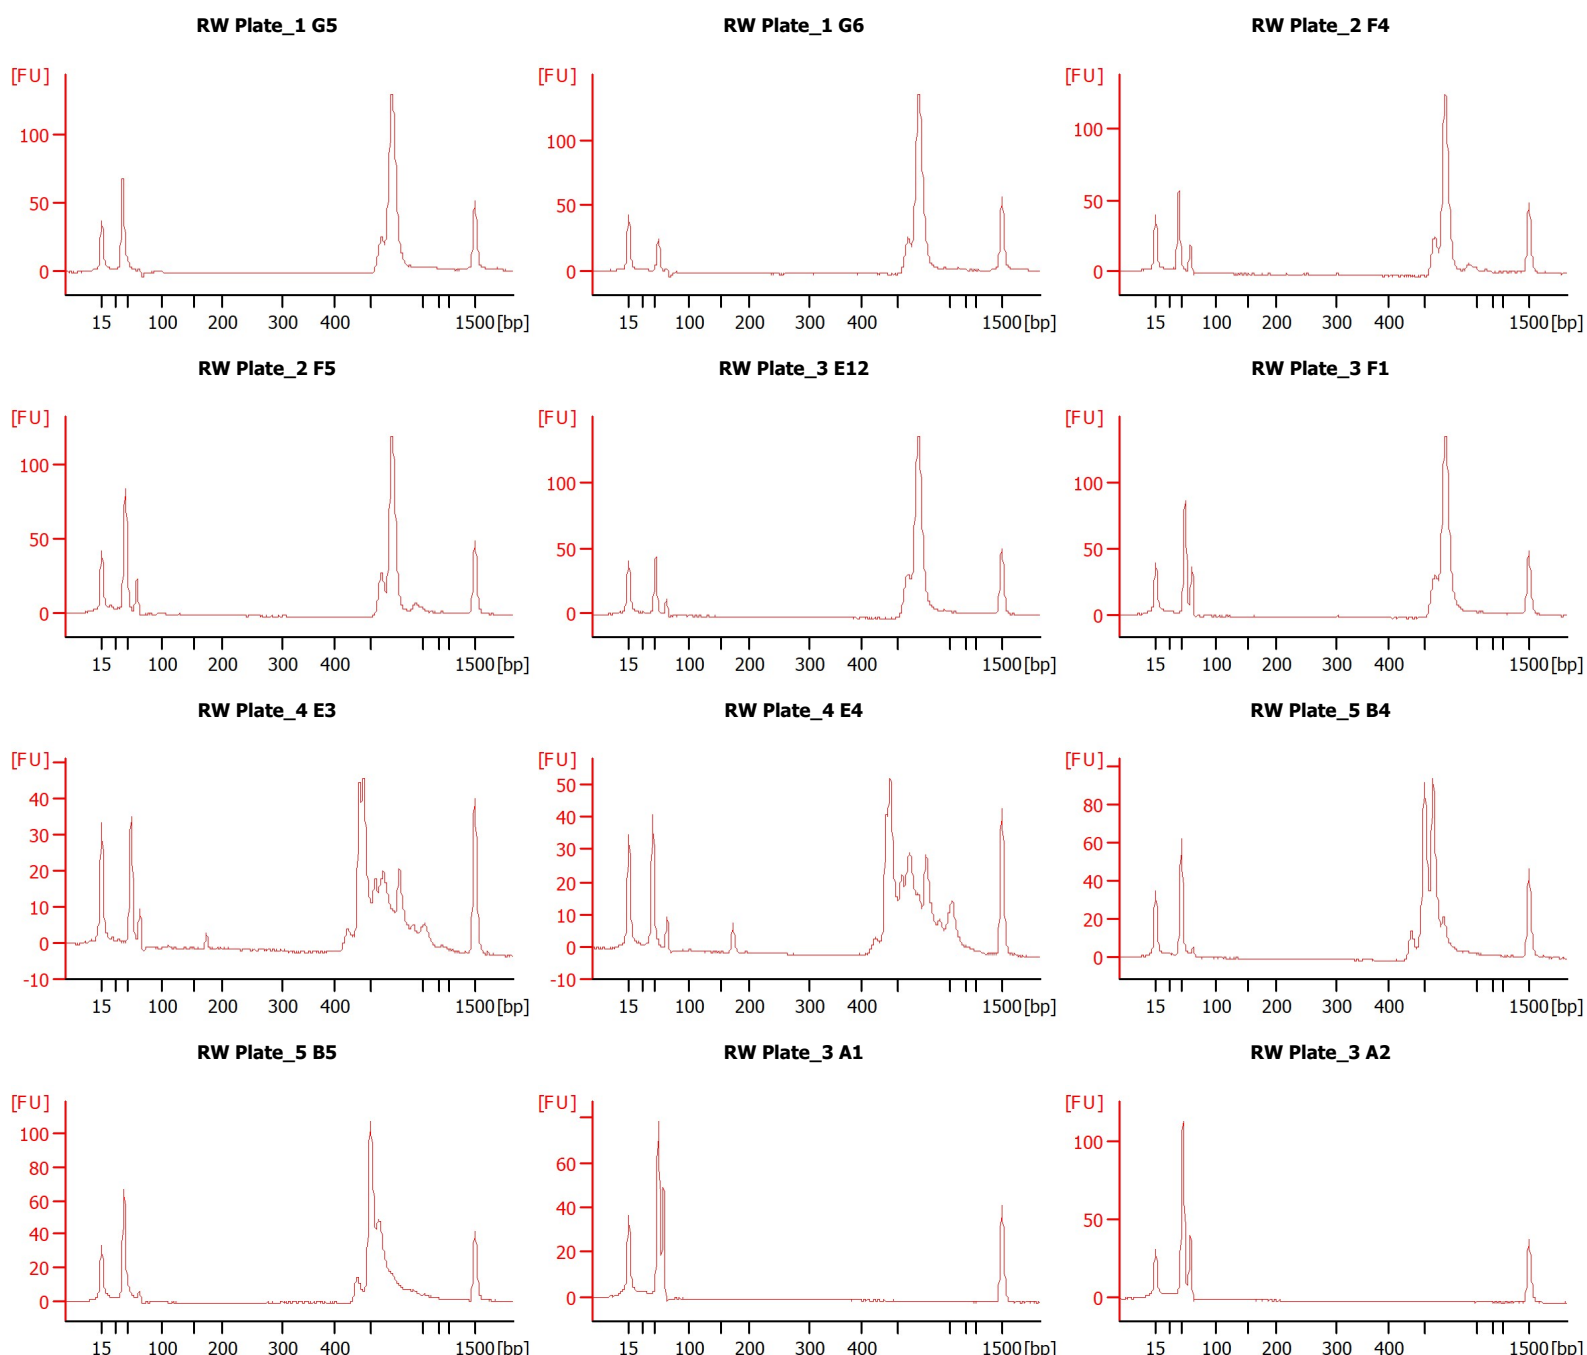 RW Plate_1 G5
RW Plate_1 G6
RW Plate_2 F4
[FU]
100
50
0
15 100 200 300 400 1500 [bp]
[FU]
100
50
0
15 100 200 300 400 1500 [bp]
[FU]
100
50
0
15 100 200 300 400 1500 [bp]
RW Plate_2 F5
RW Plate_3 E12
RW Plate_3 F1
[FU]
100
50
0
15 100 200 300 400 1500 [bp]
[FU]
100
50
0
15 100 200 300 400 1500 [bp]
[FU]
100
50
0
15 100 200 300 400 1500 [bp]
RW Plate_4 E3
RW Plate_4 E4
RW Plate_5 B4
[FU]
40
30
20
10
0
-10
15 100 200 300 400 1500 [bp]
[FU]
50
40
30
20
10
0
-10
15 100 200 300 400 1500 [bp]
[FU]
80
60
40
20
0
15 100 200 300 400 1500 [bp]
RW Plate_5 B5
RW Plate_3 A1
RW Plate_3 A2
[FU]
100
80
60
40
20
0
15 100 200 300 400 1500 [bp]
[FU]
60
40
20
0
15 100 200 300 400 1500 [bp]
[FU]
100
50
0
15 100 200 300 400 1500 [bp]